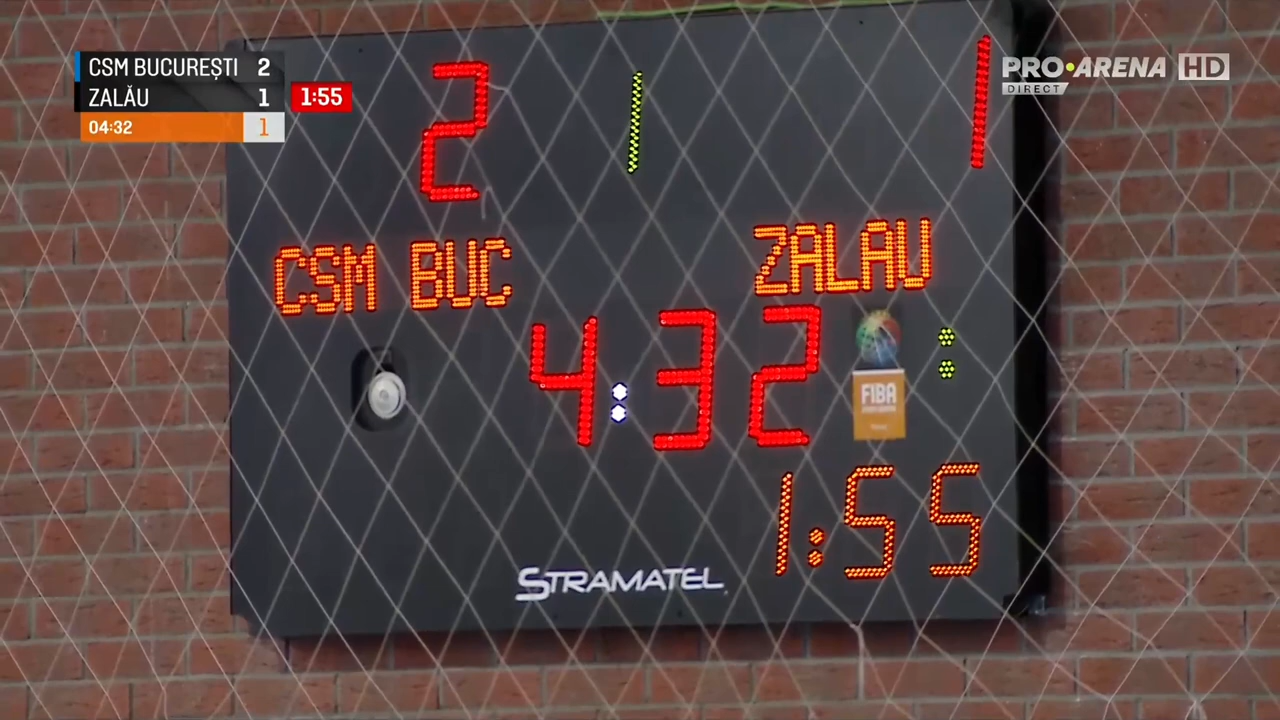 CSM BUCUREȘTI 2
ZALĂU 1 1:55
04:32 1
PRO ARENA HD
DIRECT
2 1 1
CSM BUC ZALAU
4:32 :
FIBA
1:55
STRAMATEL